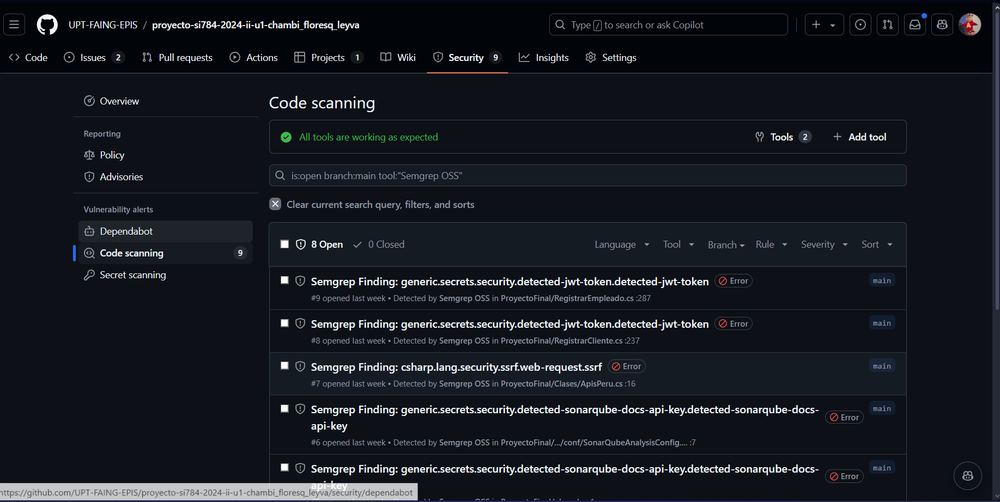 UPT-FAING-EPIS / proyecto-si784-2024-ii-u1-chambi_floresq_leyva
Type / to search or ask Copilot
Code Issues 2 Pull requests Actions Projects 1 Wiki Security 9 Insights Settings
Overview
Reporting
Policy
Advisories
Vulnerability alerts
Dependabot
Code scanning 9
Secret scanning
Code scanning
All tools are working as expected
Tools 2 Add tool
is:open branch:main tool:"Semgrep OSS"
Clear current search query, filters, and sorts
8 Open 0 Closed Language Tool Branch Rule Severity Sort
Semgrep Finding: generic.secrets.security.detected-jwt-token.detected-jwt-token Error main
#9 opened last week • Detected by Semgrep OSS in ProyectoFinal/RegistrarEmpleado.cs :287
Semgrep Finding: generic.secrets.security.detected-jwt-token.detected-jwt-token Error main
#8 opened last week • Detected by Semgrep OSS in ProyectoFinal/RegistrarCliente.cs :237
Semgrep Finding: csharp.lang.security.ssrf.web-request.ssrf Error main
#7 opened last week • Detected by Semgrep OSS in ProyectoFinal/Clases/ApisPeru.cs :16
Semgrep Finding: generic.secrets.security.detected-sonarqube-docs-api-key.detected-sonarqube-docs-
api-key Error main
#6 opened last week • Detected by Semgrep OSS in ProyectoFinal/.../conf/SonarQubeAnalysisConfig.... :7
Semgrep Finding: generic.secrets.security.detected-sonarqube-docs-api-key.detected-sonarqube-docs-
api-key Error main
https://github.com/UPT-FAING-EPIS/proyecto-si784-2024-ii-u1-chambi_floresq_leyva/security/dependabot